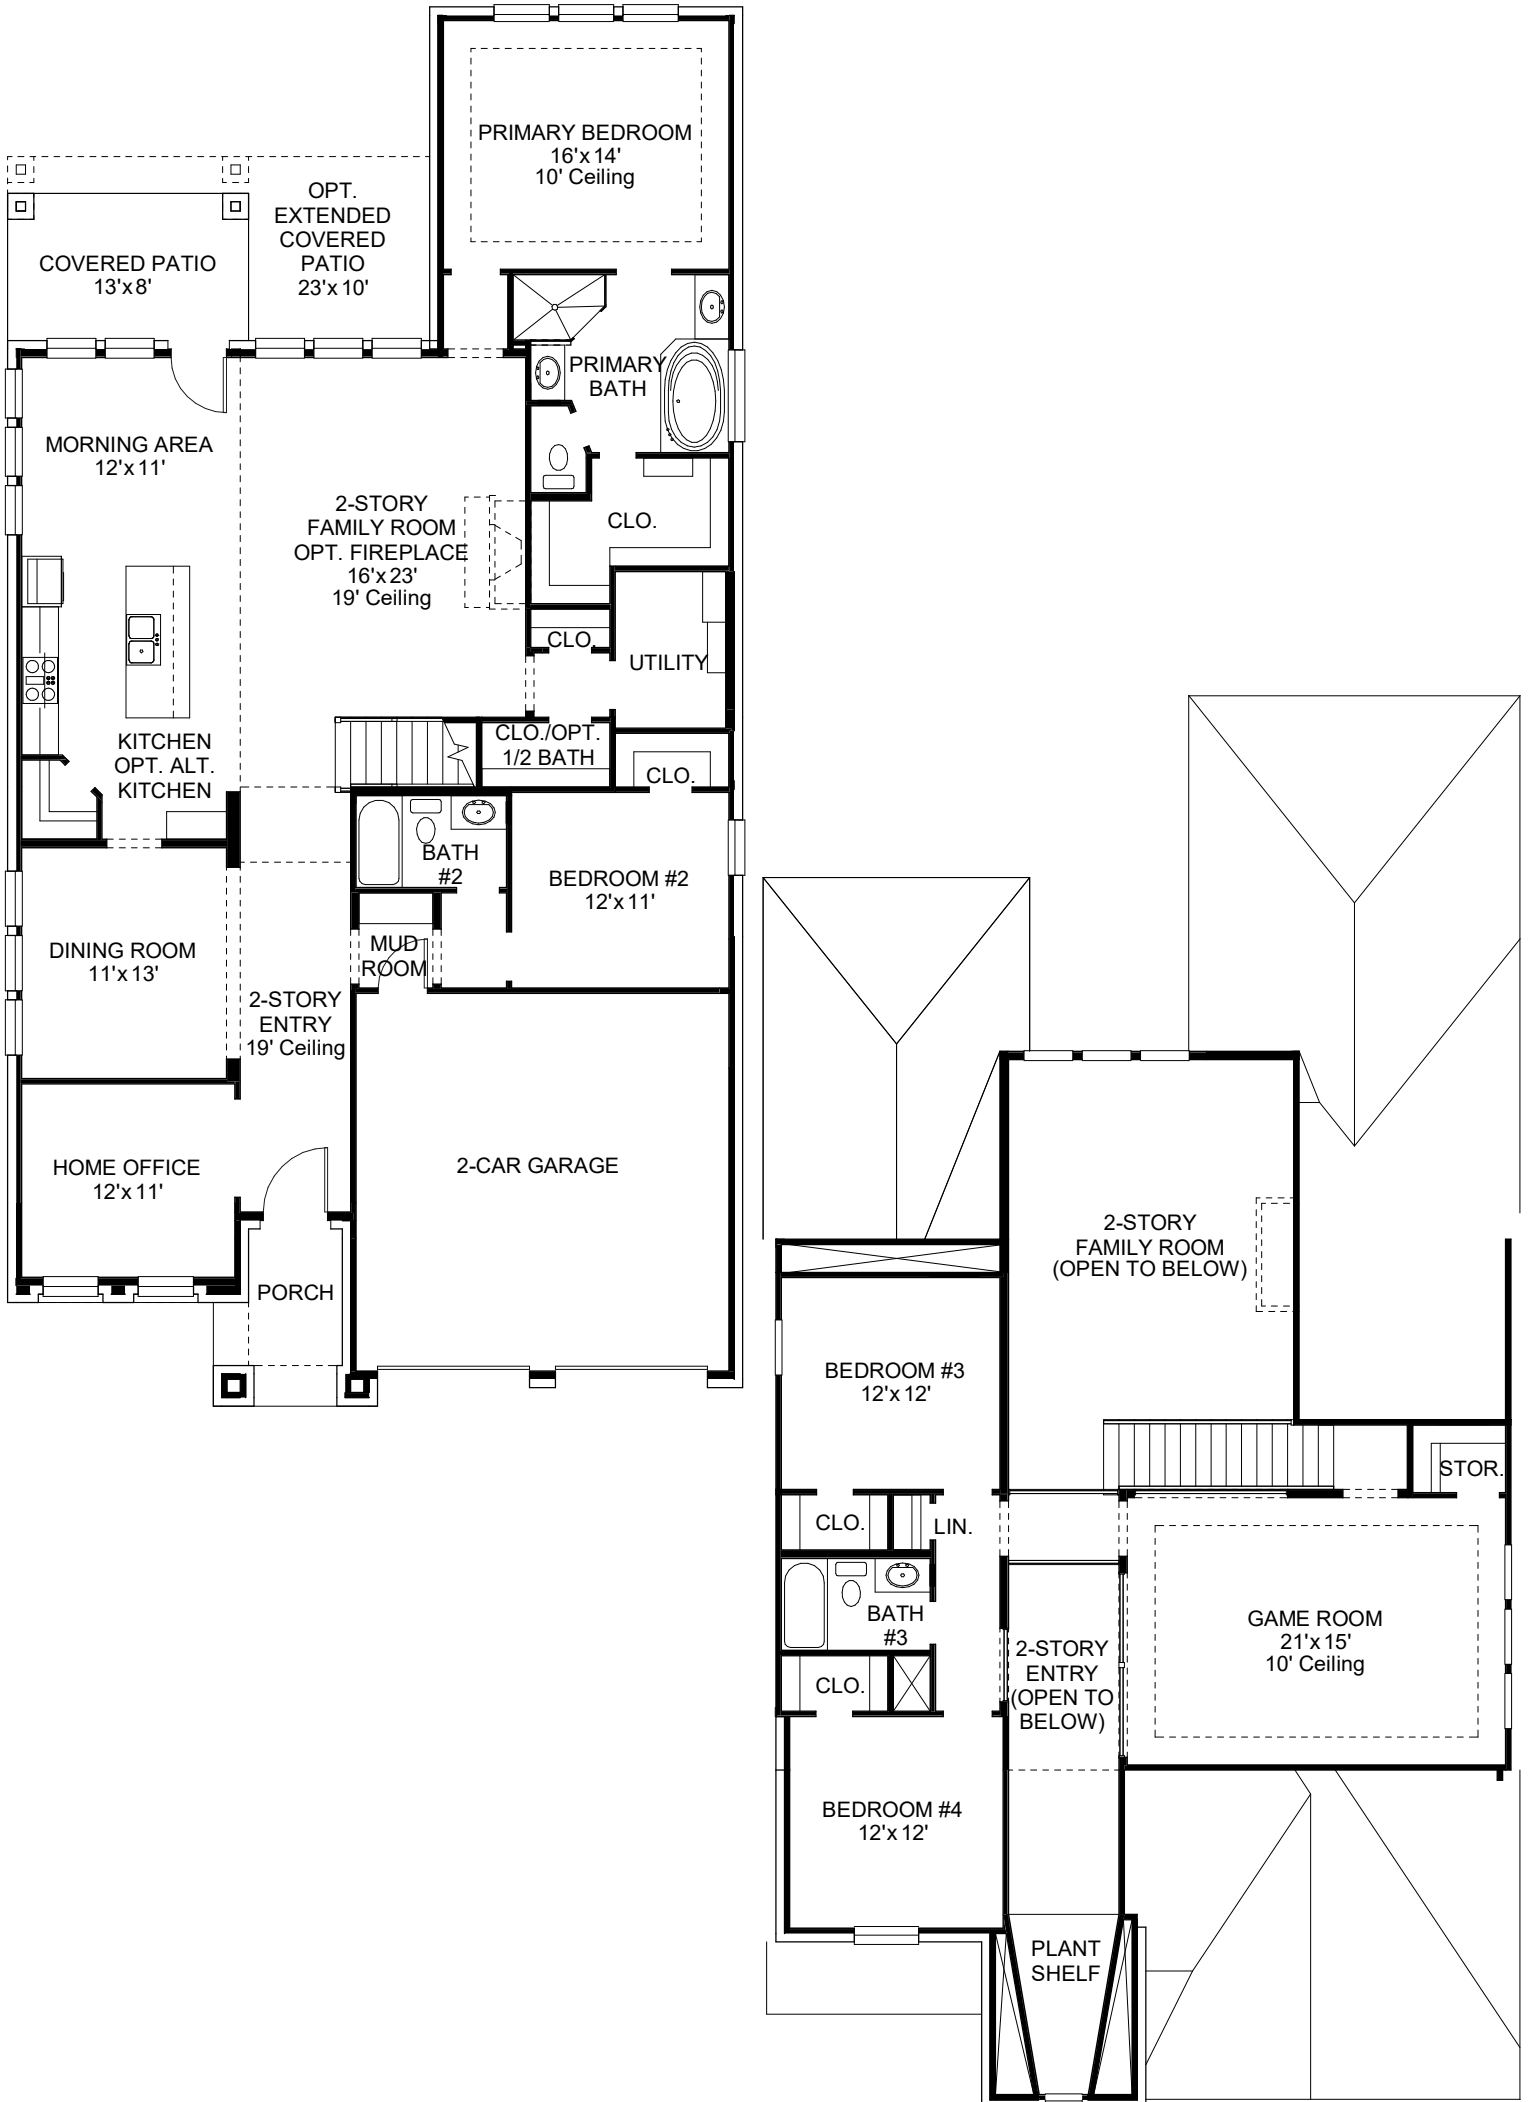 PRIMARY BEDROOM
16'x 14'
10' Ceiling
OPT.
EXTENDED
COVERED
PATIO
23'x 10'
COVERED PATIO
13'x 8'
PRIMARY
BATH
MORNING AREA
12'x 11'
2-STORY
FAMILY ROOM
OPT. FIREPLACE
16'x 23'
19' Ceiling
CLO.
CLO.
UTILITY
KITCHEN
OPT. ALT.
KITCHEN
CLO./OPT.
1/2 BATH
CLO.
BATH
#2
BEDROOM #2
12'x 11'
DINING ROOM
11'x 13'
MUD
ROOM
2-STORY
ENTRY
19' Ceiling
HOME OFFICE
12'x 11'
2-CAR GARAGE
PORCH
2-STORY
FAMILY ROOM
(OPEN TO BELOW)
BEDROOM #3
12'x 12'
STOR.
CLO.
LIN.
BATH
#3
GAME ROOM
21'x 15'
10' Ceiling
2-STORY
ENTRY
(OPEN TO
BELOW)
CLO.
BEDROOM #4
12'x 12'
PLANT
SHELF